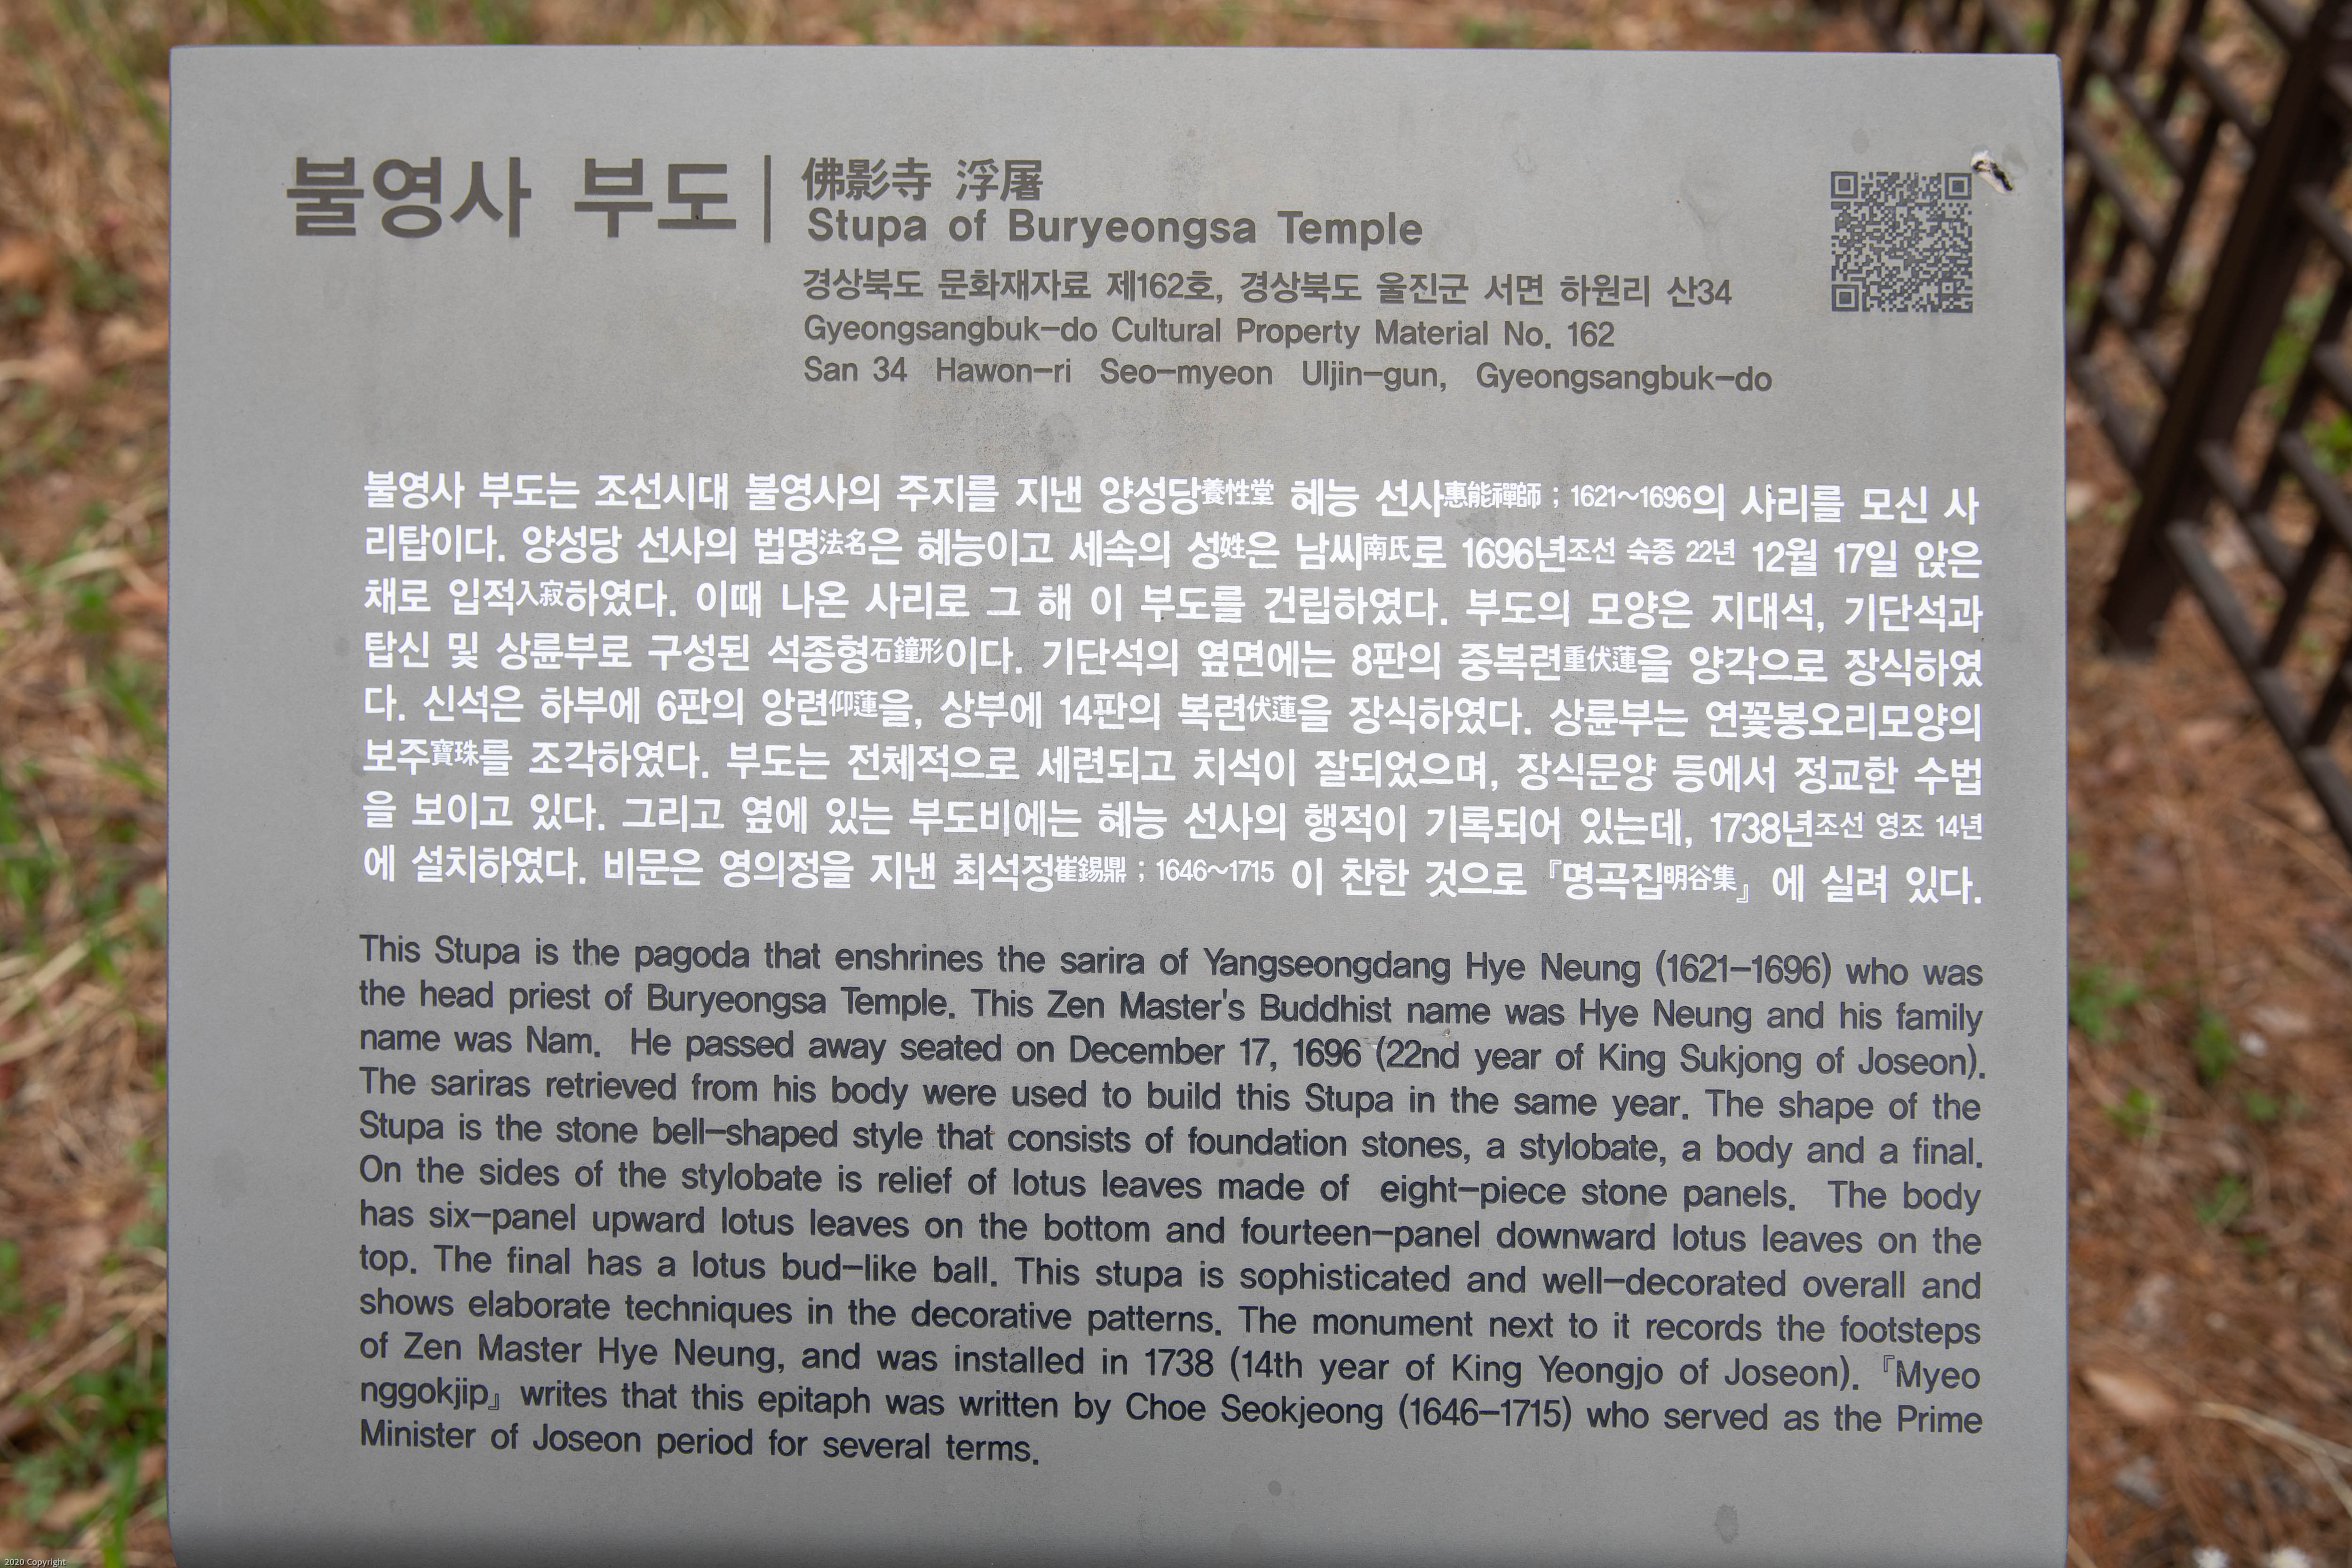 불영사 부도
佛影寺 浮屠
Stupa of Buryeongsa Temple
경상북도 문화재자료 제162호, 경상북도 울진군 서면 하원리 산34
Gyeongsangbuk-do Cultural Property Material No. 162
San 34 Hawon-ri Seo-myeon Uljin-gun, Gyeongsangbuk-do
불영사 부도는 조선시대 불영사의 주지를 지낸 양성당養性堂 혜능 선사惠能禪師 ; 1621~1696의 사리를 모신 사
리탑이다. 양성당 선사의 법명法名은 혜능이고 세속의 성姓은 남씨南氏로 1696년조선 숙종 22년 12월 17일 앉은
채로 입적入寂하였다. 이때 나온 사리로 그 해 이 부도를 건립하였다. 부도의 모양은 지대석, 기단석과
탑신 및 상륜부로 구성된 석종형石鐘形이다. 기단석의 옆면에는 8판의 중복련重伏蓮을 양각으로 장식하였
다. 신석은 하부에 6판의 앙련仰蓮을, 상부에 14판의 복련伏蓮을 장식하였다. 상륜부는 연꽃봉오리모양의
보주寶珠를 조각하였다. 부도는 전체적으로 세련되고 치석이 잘되었으며, 장식문양 등에서 정교한 수법
을 보이고 있다. 그리고 옆에 있는 부도비에는 혜능 선사의 행적이 기록되어 있는데, 1738년조선 영조 14년
에 설치하였다. 비문은 영의정을 지낸 최석정崔錫鼎 ; 1646~1715 이 찬한 것으로 『명곡집明谷集』에 실려 있다.
This Stupa is the pagoda that enshrines the sarira of Yangseongdang Hye Neung (1621-1696) who was
the head priest of Buryeongsa Temple. This Zen Master's Buddhist name was Hye Neung and his family
name was Nam. He passed away seated on December 17, 1696 (22nd year of King Sukjong of Joseon).
The sariras retrieved from his body were used to build this Stupa in the same year. The shape of the
Stupa is the stone bell-shaped style that consists of foundation stones, a stylobate, a body and a final.
On the sides of the stylobate is relief of lotus leaves made of eight-piece stone panels. The body
has six-panel upward lotus leaves on the bottom and fourteen-panel downward lotus leaves on the
top. The final has a lotus bud-like ball. This stupa is sophisticated and well-decorated overall and
shows elaborate techniques in the decorative patterns. The monument next to it records the footsteps
of Zen Master Hye Neung, and was installed in 1738 (14th year of King Yeongjo of Joseon). 『Myeo
nggokjip』 writes that this epitaph was written by Choe Seokjeong (1646-1715) who served as the Prime
Minister of Joseon period for several terms.
2020 Copyright